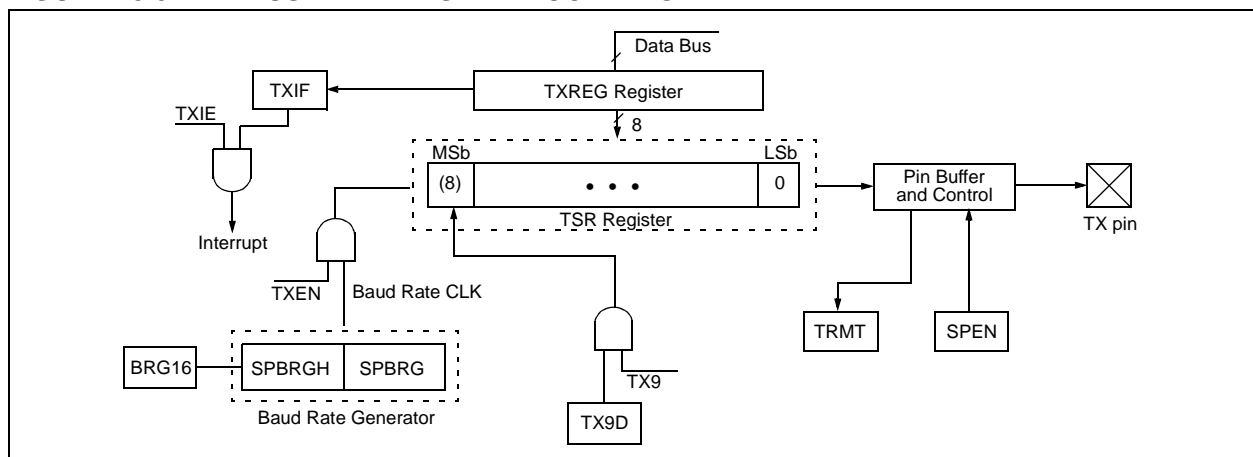 Data Bus
TXIF
TXREG Register
TXIE
8
MSb
LSb
(8)
• • •
0
Pin Buffer
and Control
TSR Register
TX pin
Interrupt
TXEN
Baud Rate CLK
TRMT
SPEN
BRG16
SPBRGH
SPBRG
TX9
Baud Rate Generator
TX9D